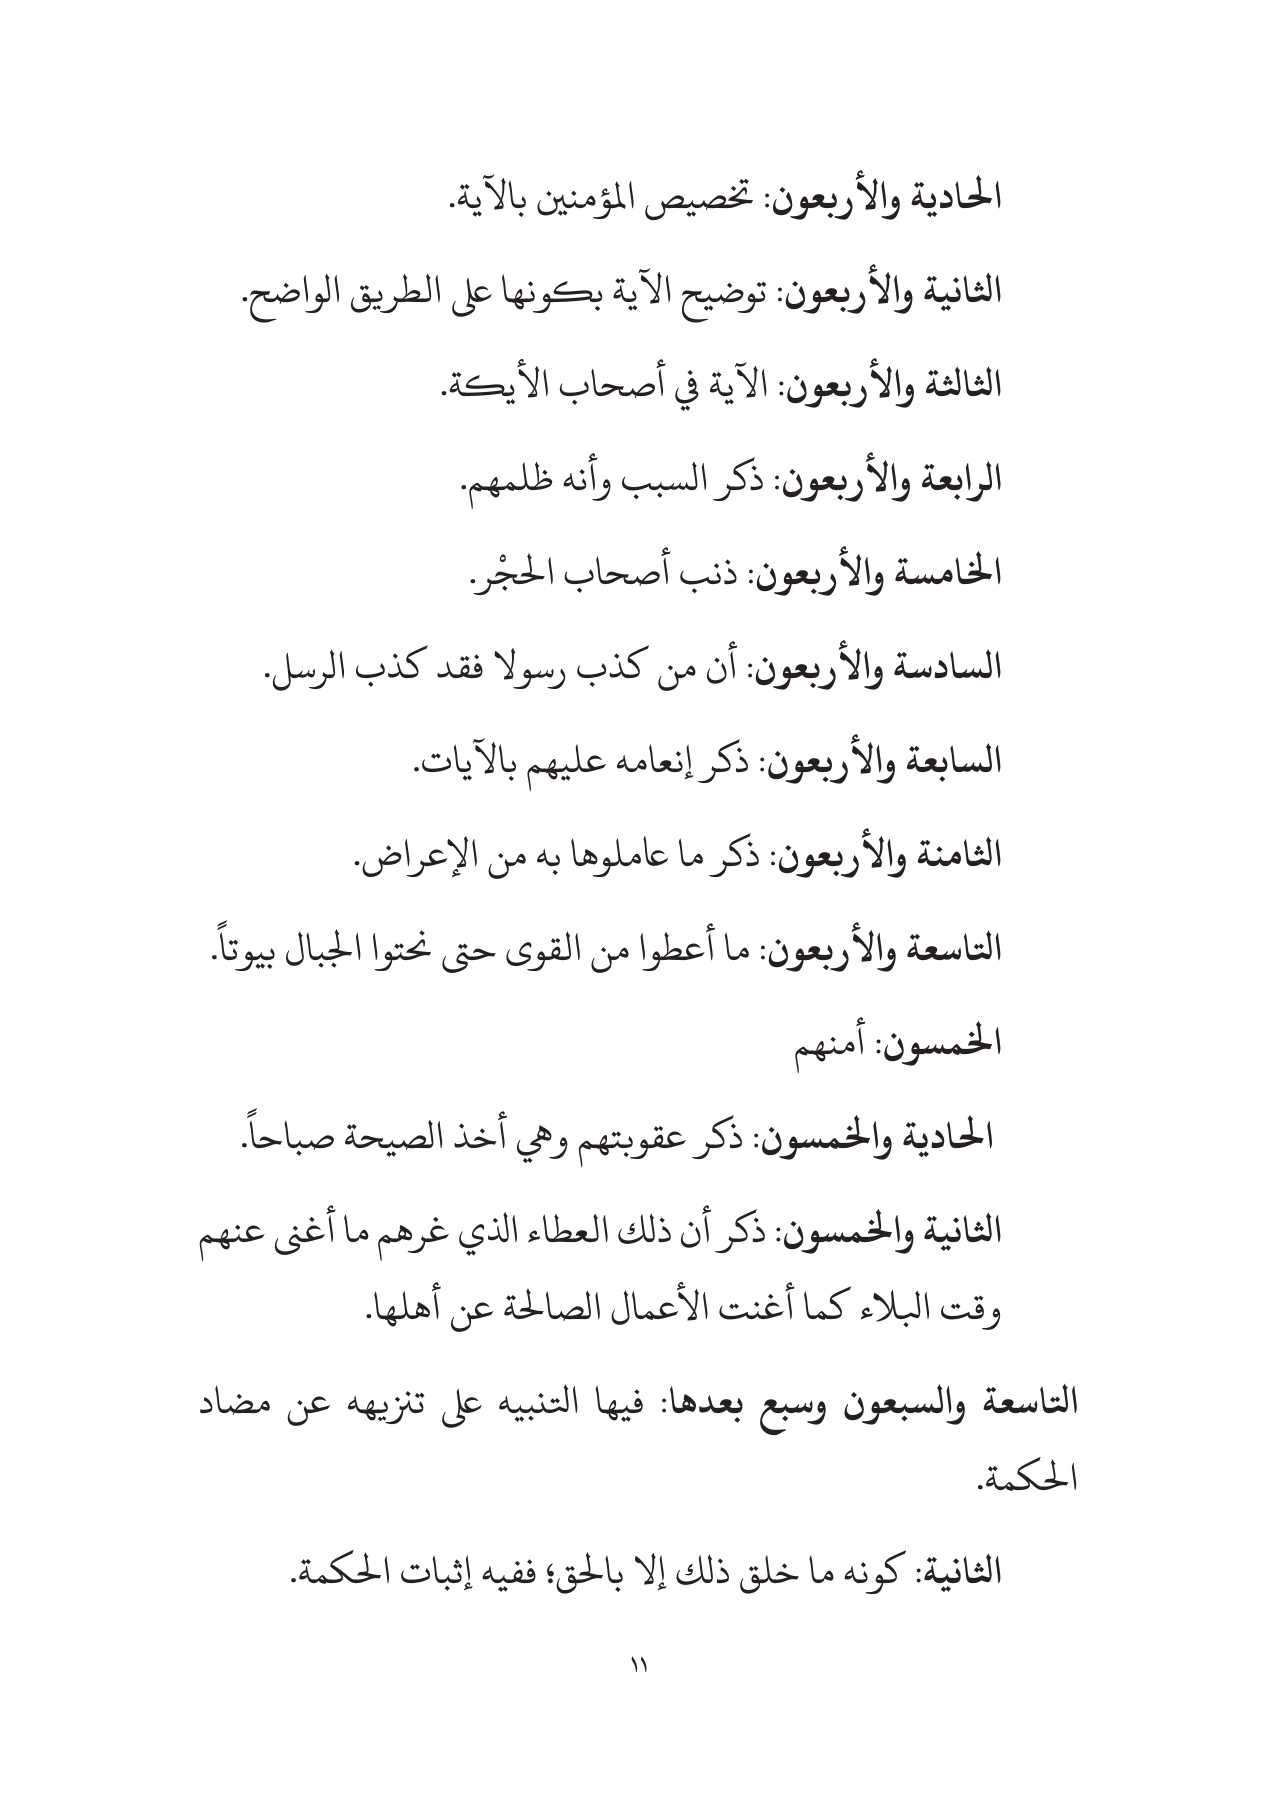 الحادية والأربعون: تخصيص المؤمنين بالآية.
الثانية والأربعون: توضيح الآية بكونها على الطريق الواضح.
الثالثة والأربعون: الآية في أصحاب الأيكة.
الرابعة والأربعون: ذكر السبب وأنه ظلمهم.
الخامسة والأربعون: ذنب أصحاب الحجْر.
السادسة والأربعون: أن من كذب رسولا فقد كذب الرسل.
السابعة والأربعون: ذكر إنعامه عليهم بالآيات.
الثامنة والأربعون: ذكر ما عاملوها به من الإعراض.
التاسعة والأربعون: ما أعطوا من القوى حتى نحتوا الجبال بيوتاً.
الخمسون: أمنهم
الحادية والخمسون: ذكر عقوبتهم وهي أخذ الصيحة صباحاً.
الثانية والخمسون: ذكر أن ذلك العطاء الذي غرهم ما أغنى عنهم
وقت البلاء كما أغنت الأعمال الصالحة عن أهلها.
التاسعة والسبعون وسبع بعدها: فيها التنبيه على تنزيهه عن مضاد
الحكمة.
الثانية: كونه ما خلق ذلك إلا بالحق؛ ففيه إثبات الحكمة.
١١